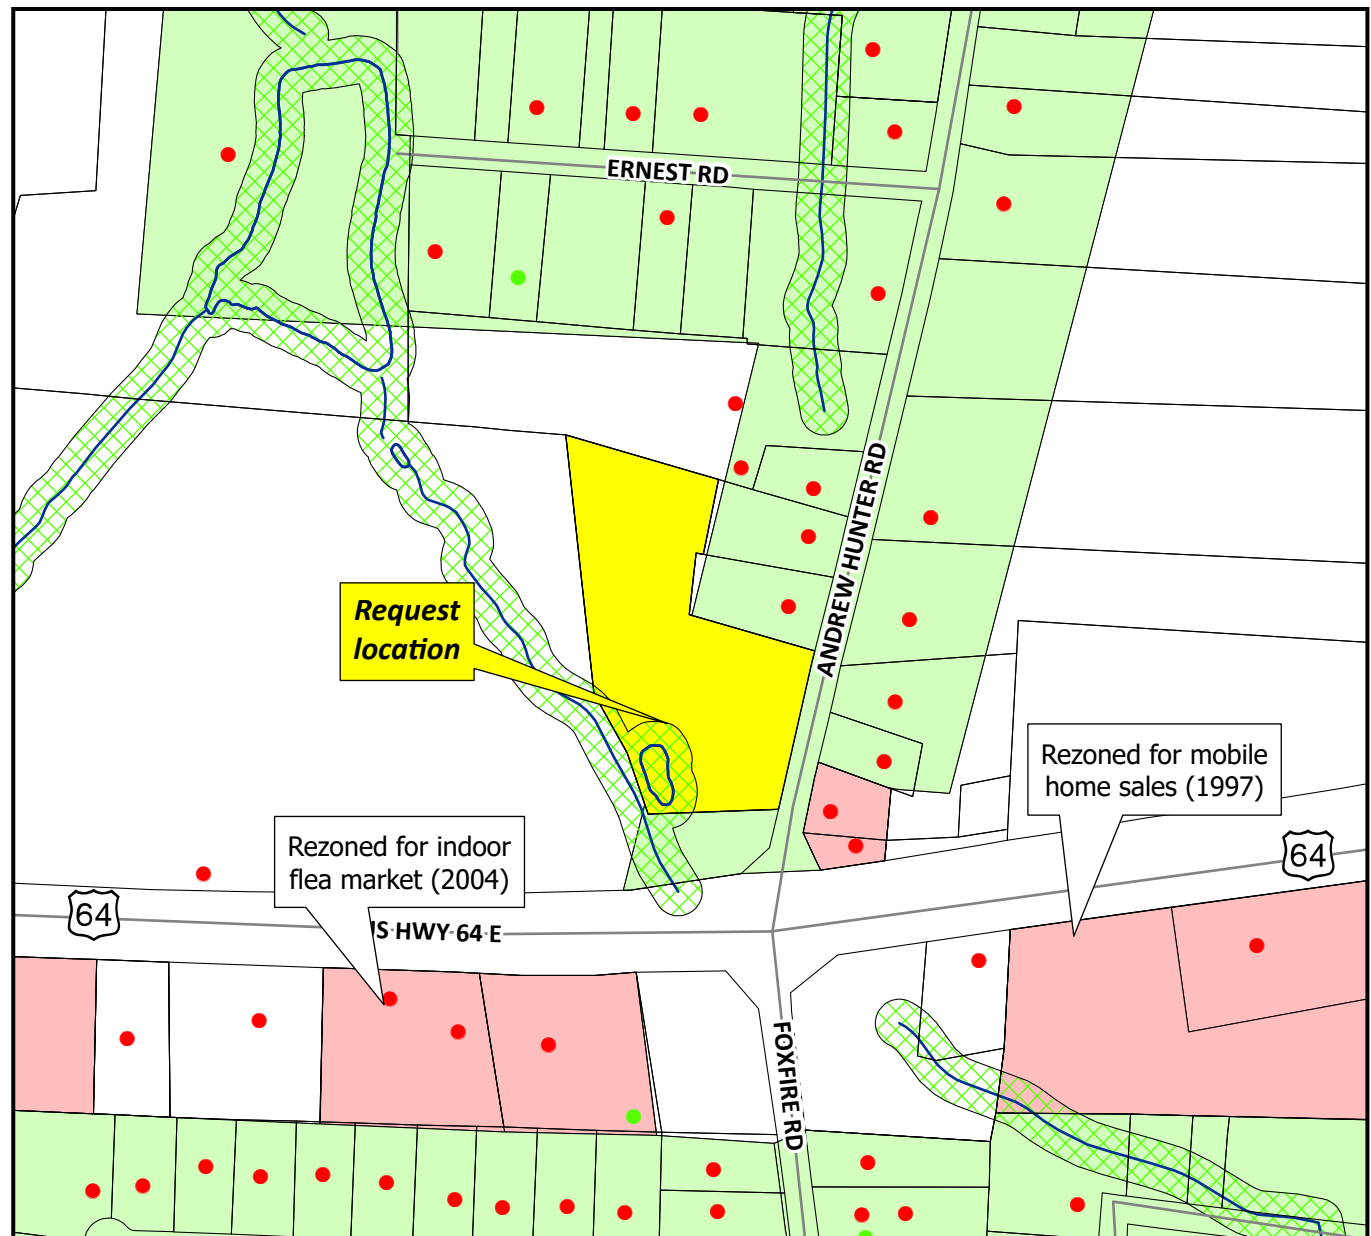 ERNEST RD
ANDREW HUNTER RD
Request
location
Rezoned for mobile
home sales (1997)
Rezoned for indoor
flea market (2004)
64
64
HWY 64 E
FOXFIRE RD